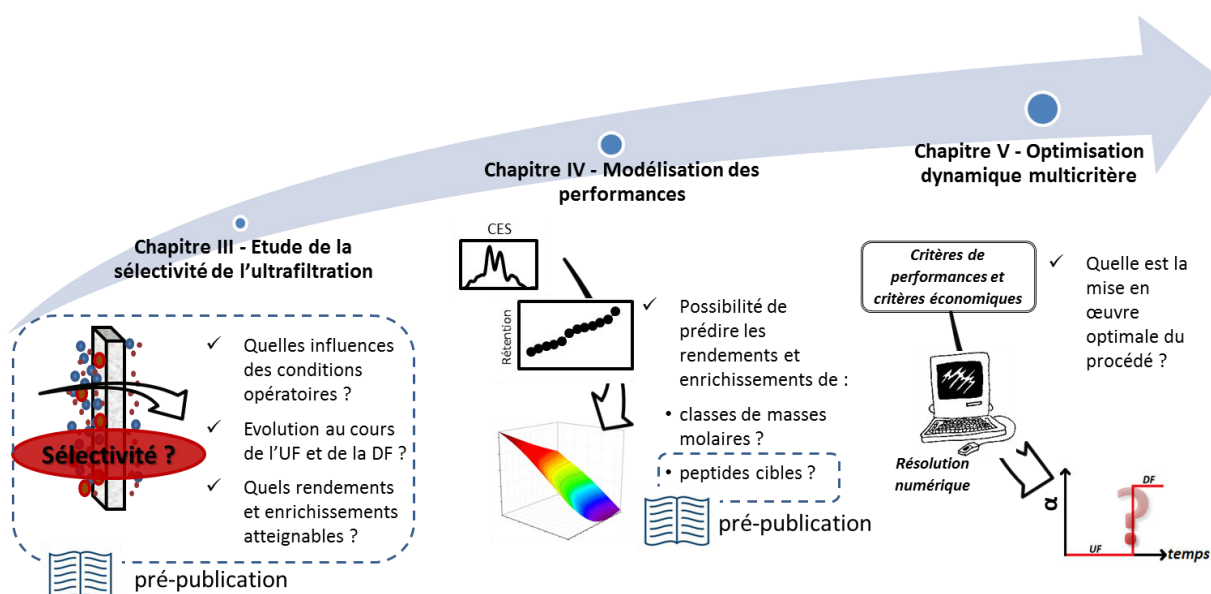 Chapitre III - Etude de la
sélectivité de l'ultrafiltration
Sélectivité ?
✓ Quelles influences
des conditions
opératoires ?
✓ Evolution au cours
de l'UF et de la DF ?
✓ Quels rendements
et enrichissements
atteignables ?
pré-publication
Chapitre IV - Modélisation des
performances
CES
Rétention
✓ Possibilité de
prédire les
rendements et
enrichissements de :
• classes de masses
molaires ?
• peptides cibles ?
pré-publication
Chapitre V - Optimisation
dynamique multicritère
Critères de
performances et
critères économiques
✓ Quelle est la
mise en
œuvre
optimale du
procédé ?
Résolution
numérique
α
UF
?
DF
temps